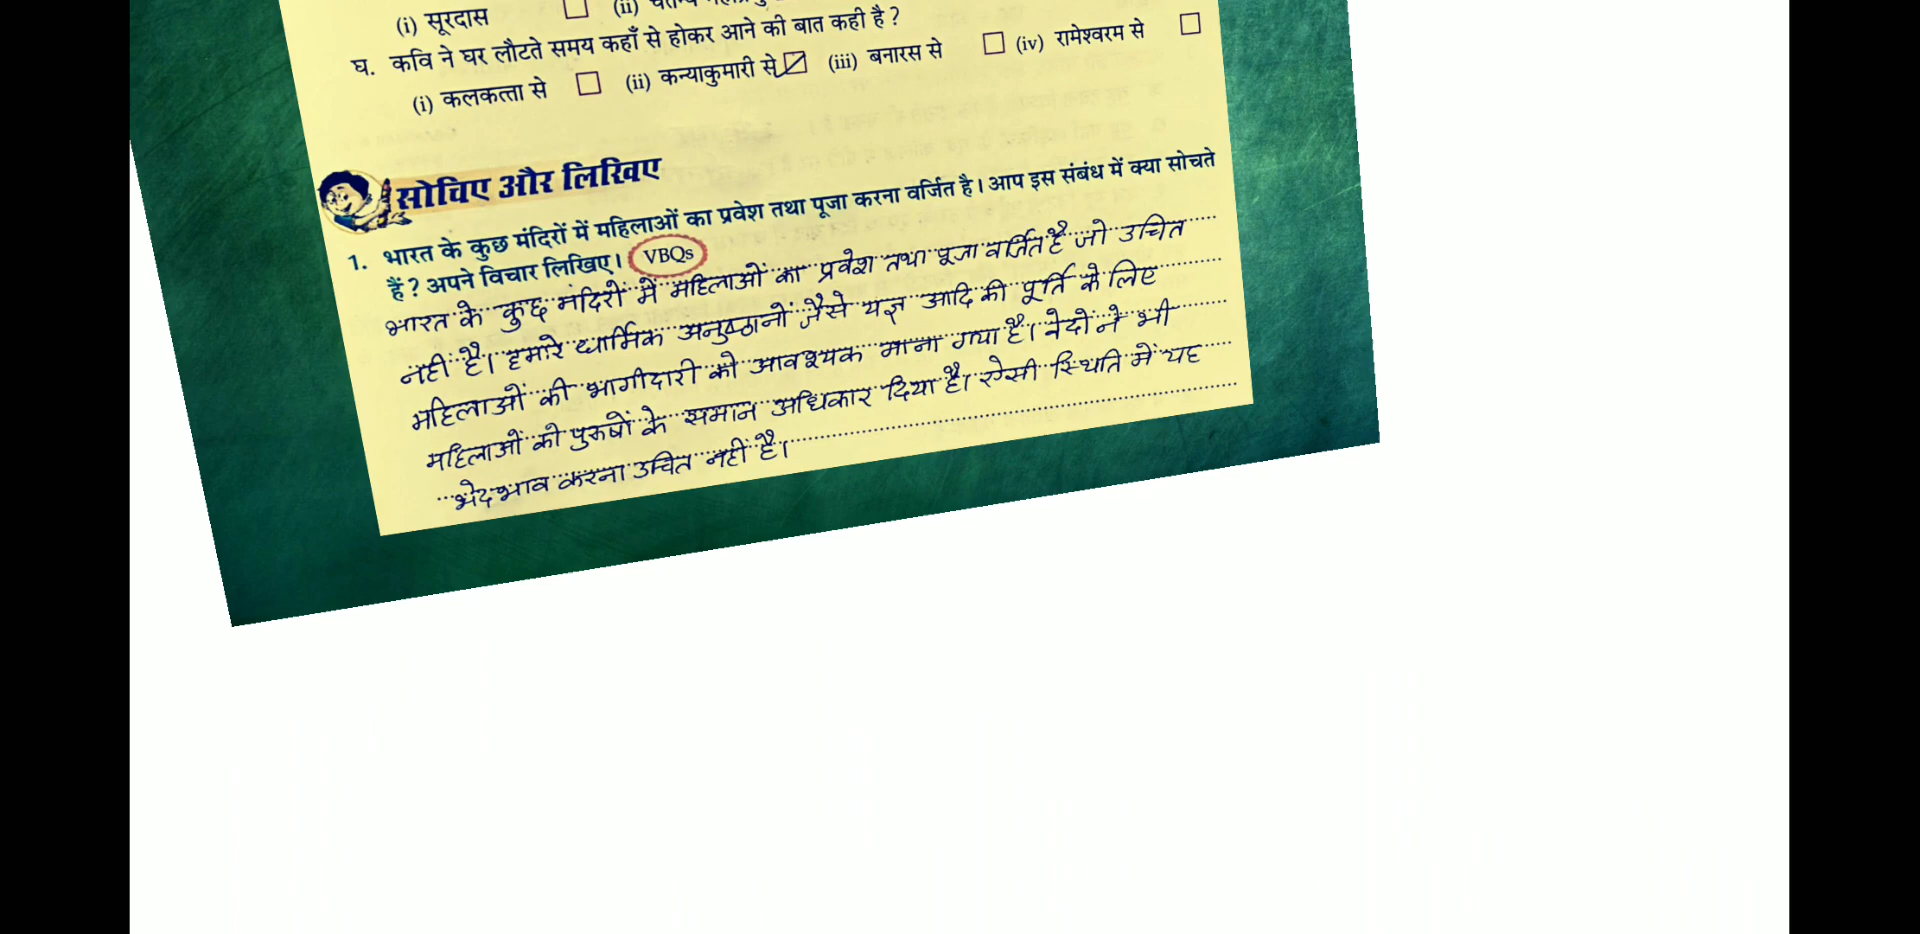 (i) सूरदास (ii)
घ. कवि ने घर लौटते समय कहाँ से होकर आने की बात कही है ?
(i) कलकत्ता से (ii) कन्याकुमारी से (iii) बनारस से (iv) रामेश्वरम से
सोचिए और लिखिए
1. भारत के कुछ मंदिरों में महिलाओं का प्रवेश तथा पूजा करना वर्जित है। आप इस संबंध में क्या सोचते
हैं? अपने विचार लिखिए। VBQs
भारत के कुछ मंदिरों में महिलाओं का प्रवेश तथा पूजा वर्जित है जो उचित
नहीं है। हमारे धार्मिक अनुष्ठानों जैसे यज्ञ आदि की पूर्ति के लिए
महिलाओं की भागीदारी को आवश्यक माना गया है। वेदों ने भी
महिलाओं को पुरुषों के समान अधिकार दिया है। ऐसी स्थिति में यह
भेदभाव करना उचित नहीं है।